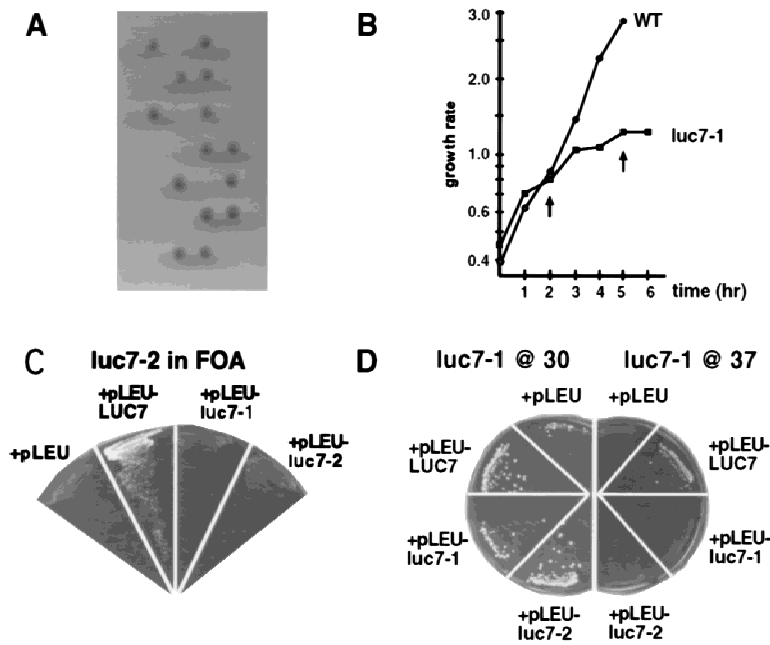 A
B
3.0
2.0
1.0
0.6
0.4
growth rate
WT
luc7-1
1 2 3 4 5 6 time (hr)
C
luc7-2 in FOA
+pLEU
+pLEU-
LUC7
+pLEU-
luc7-1
+pLEU-
luc7-2
D
luc7-1 @ 30
luc7-1 @ 37
+pLEU
+pLEU
+pLEU-
LUC7
+pLEU-
LUC7
+pLEU-
luc7-1
+pLEU-
luc7-1
+pLEU-
luc7-2
+pLEU-
luc7-2